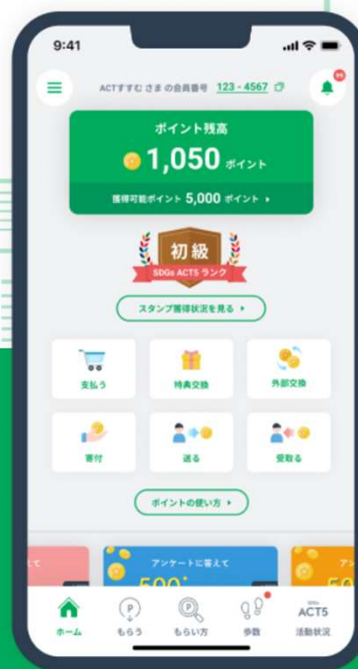 9:41
ACTすすむ さま の会員番号 123 - 4567
ポイント残高
1,050 ポイント
獲得可能ポイント 5,000 ポイント
初級
SDGs ACT5 ランク
スタンプ獲得状況を見る
支払う
特典交換
外部交換
寄付
送る
受取る
ポイントの使い方
えて
アンケートに答えて
アン
500
50
ホーム
もらう
もらい方
歩数
SDGs
ACT5
活動状況